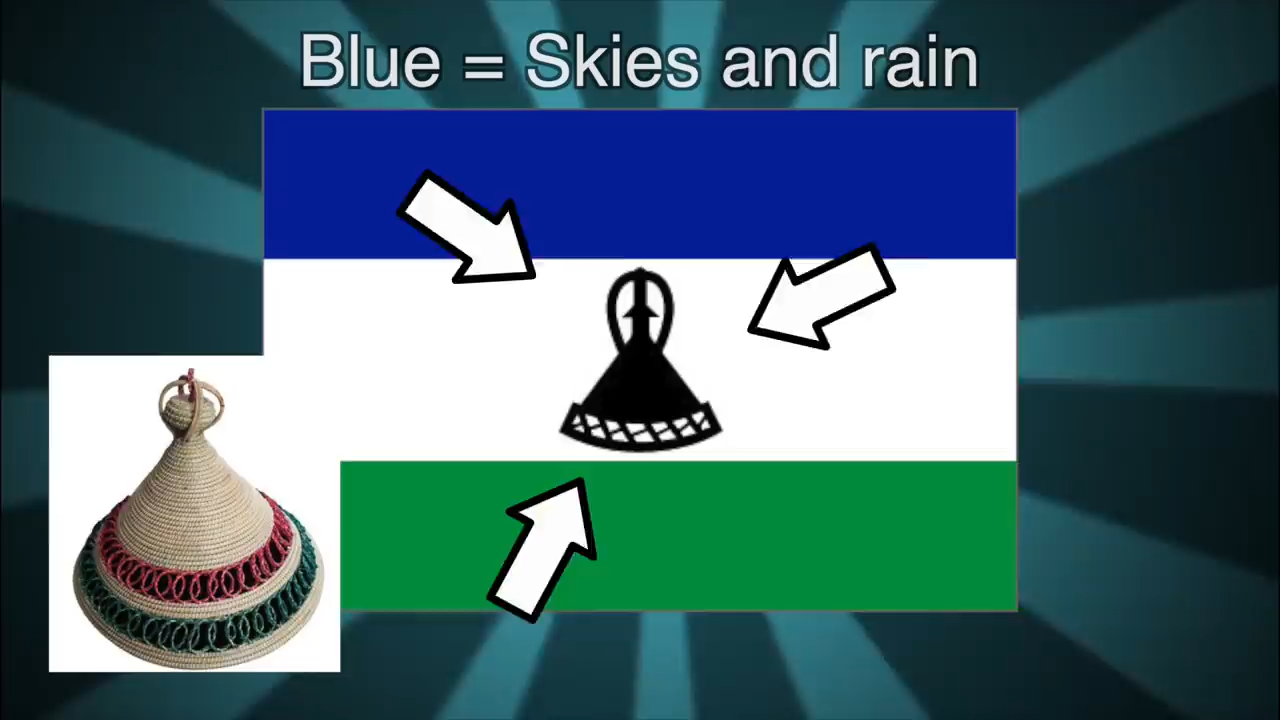 Blue = Skies and rain